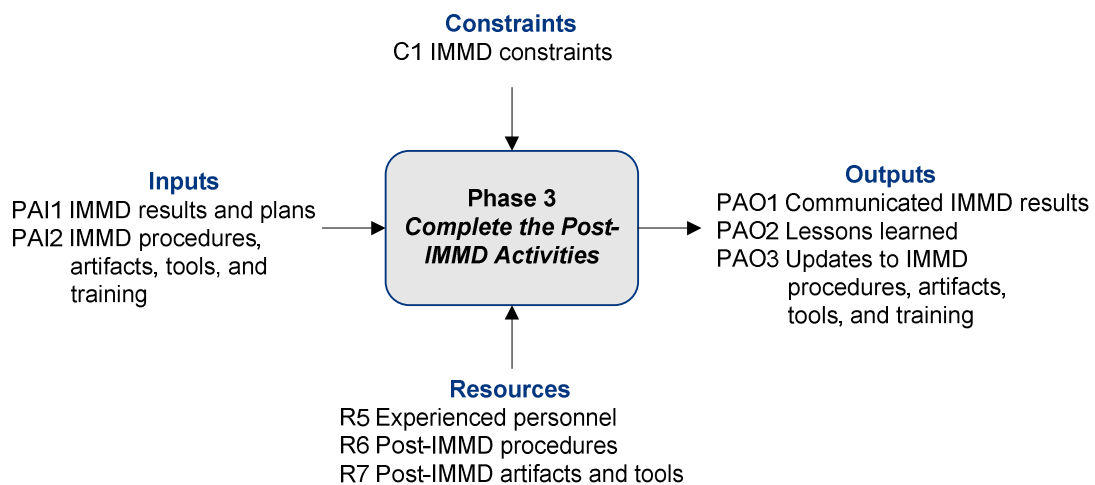 Constraints
C1 IMMD constraints
Inputs
PAI1 IMMD results and plans
PAI2 IMMD procedures,
artifacts, tools, and
training
Phase 3
Complete the Post-
IMMD Activities
Outputs
PAO1 Communicated IMMD results
PAO2 Lessons learned
PAO3 Updates to IMMD
procedures, artifacts,
tools, and training
Resources
R5 Experienced personnel
R6 Post-IMMD procedures
R7 Post-IMMD artifacts and tools